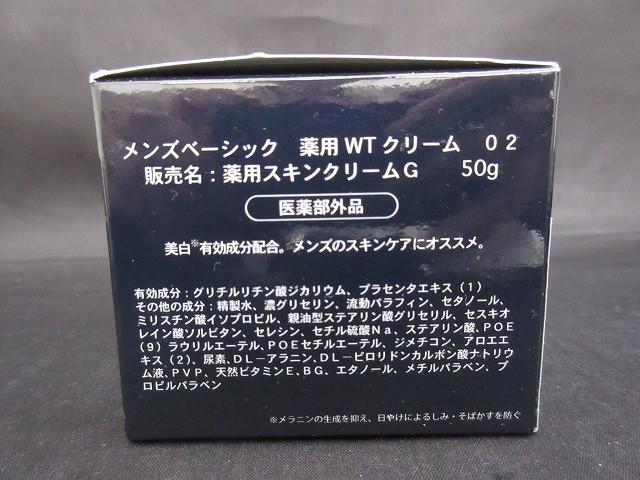 メンズベーシック　薬用WTクリーム　０２
販売名：薬用スキンクリームＧ　　50g
医薬部外品
美白※有効成分配合。メンズのスキンケアにオススメ。
有効成分：グリチルリチン酸ジカリウム、プラセンタエキス（１）
その他の成分：精製水、濃グリセリン、流動パラフィン、セタノール、
ミリスチン酸イソプロピル、親油型ステアリン酸グリセリル、セスキオ
レイン酸ソルビタン、セレシン、セチル硫酸Ｎａ、ステアリン酸、ＰＯＥ
（９）ラウリルエーテル、ＰＯＥセチルエーテル、ジメチコン、アロエエ
キス（２）、尿素、ＤＬ－アラニン、ＤＬ－ピロリドンカルボン酸ナトリウ
ム液、ＰＶＰ、天然ビタミンＥ、ＢＧ、エタノール、メチルパラベン、プ
ロピルパラベン
※メラニンの生成を抑え、日やけによるしみ・そばかすを防ぐ